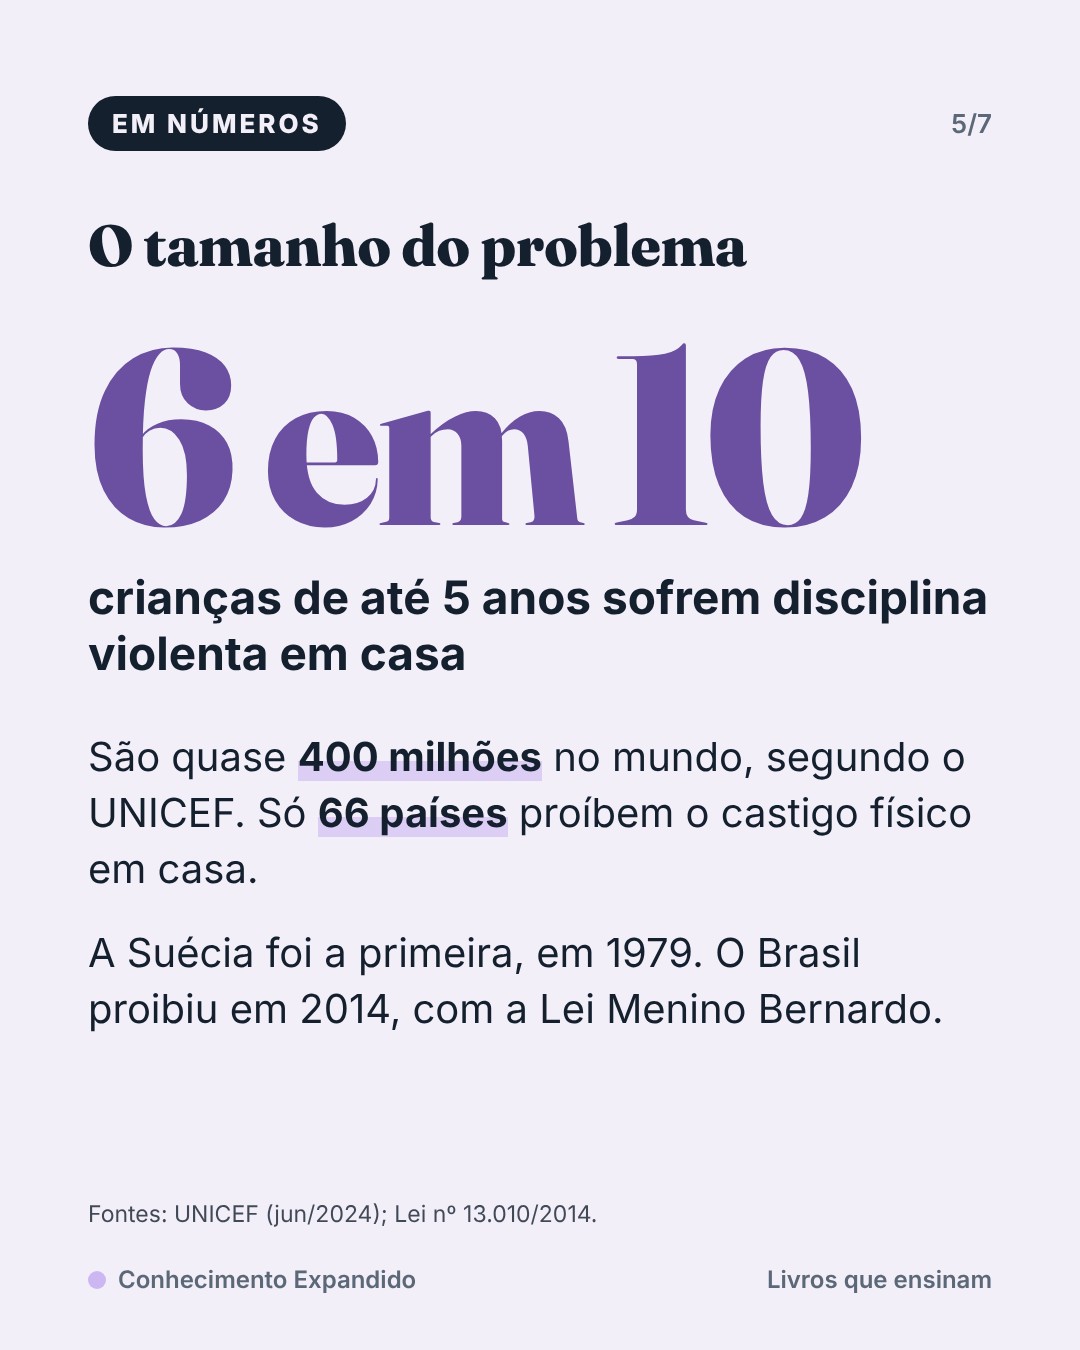 EM NÚMEROS
5/7
O tamanho do problema
6 em 10
crianças de até 5 anos sofrem disciplina
violenta em casa
São quase 400 milhões no mundo, segundo o
UNICEF. Só 66 países proíbem o castigo físico
em casa.
A Suécia foi a primeira, em 1979. O Brasil
proibiu em 2014, com a Lei Menino Bernardo.
Fontes: UNICEF (jun/2024); Lei nº 13.010/2014.
Conhecimento Expandido
Livros que ensinam